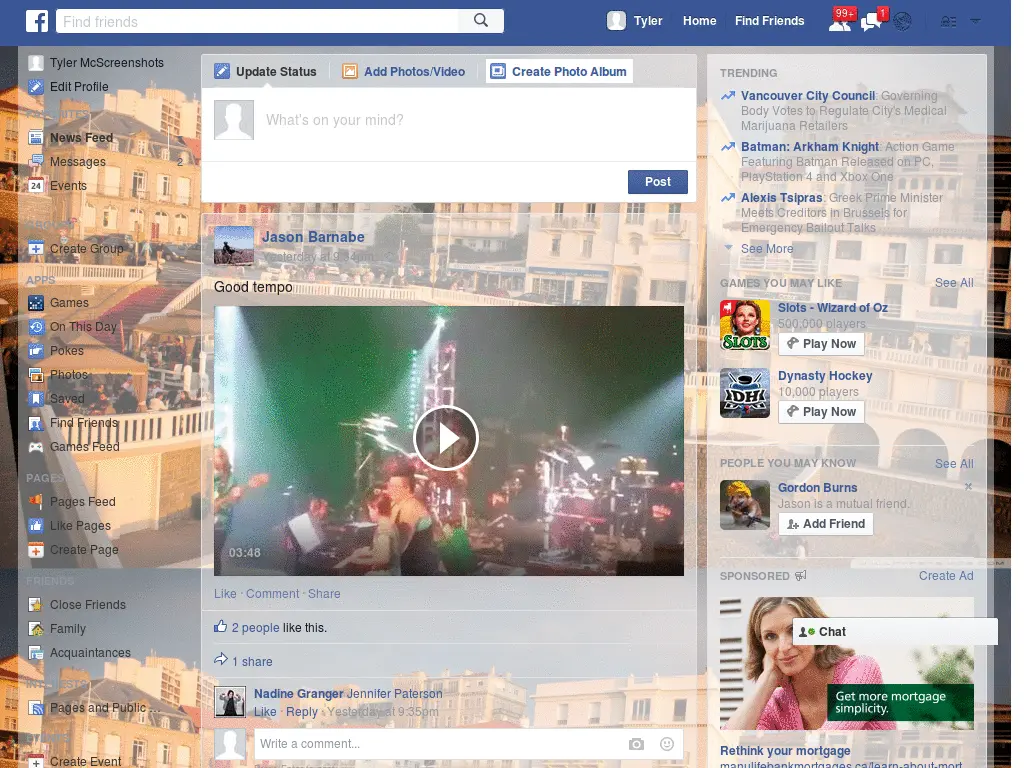 Find friends
Tyler
Home
Find Friends
99+
1
Tyler McScreenshots
Edit Profile
FAVORITES
News Feed
Messages
2
24
Events
Create Group
APPS
Games
On This Day
Pokes
Photos
Saved
Find Friends
Games Feed
PAGES
Pages Feed
Like Pages
Create Page
FRIENDS
Close Friends
Family
Acquaintances
INTERESTS
Pages and Public ...
EVENTS
Create Event
Update Status
Add Photos/Video
Create Photo Album
What's on your mind?
Post
Jason Barnabe
Yesterday at
Good tempo
03:48
Like · Comment · Share
2 people like this.
1 share
Nadine Granger Jennifer Paterson
Like · Reply · Yesterday at 9:35pm
Write a comment...
TRENDING
Vancouver City Council: Governing
Body Votes to Regulate City's Medical
Marijuana Retailers
Batman: Arkham Knight: Action Game
Featuring Batman Released on PC,
PlayStation 4 and Xbox One
Alexis Tsipras: Greek Prime Minister
Meets Creditors in Brussels for
Emergency Bailout Talks
See More
GAMES YOU MAY LIKE
See All
SLOTS
Slots - Wizard of Oz
500,000 players
Play Now
DH
Dynasty Hockey
10,000 players
Play Now
PEOPLE YOU MAY KNOW
See All
Gordon Burns
Jason is a mutual friend.
Add Friend
SPONSORED
Create Ad
Chat
Get more mortgage
simplicity.
Rethink your mortgage
manulifebankmortgages.ca/learn-about-mort...